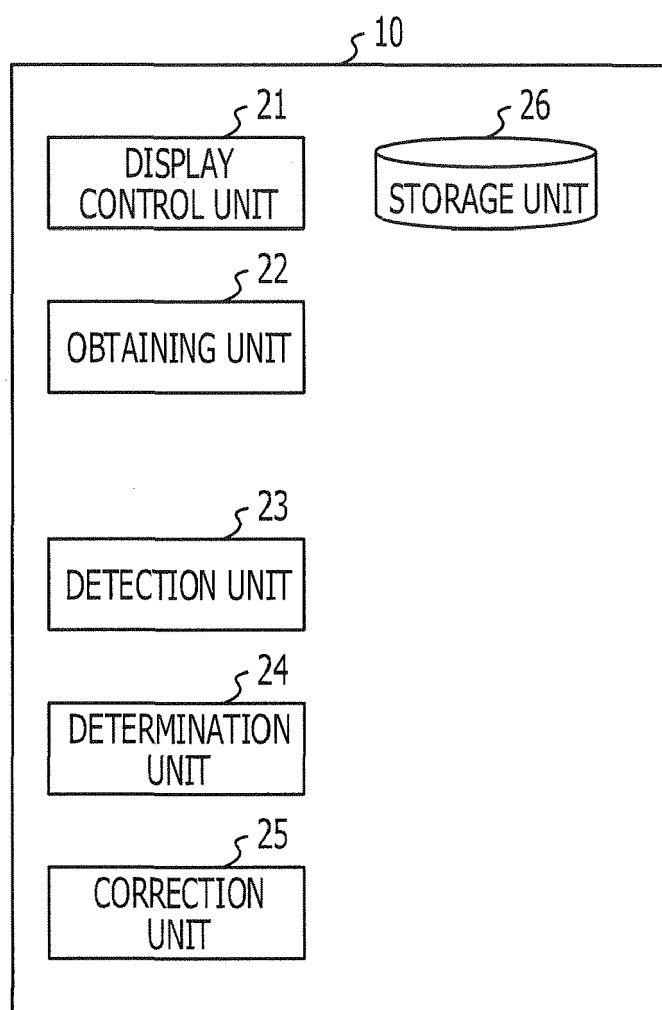 10
21
DISPLAY
CONTROL UNIT
26
STORAGE UNIT
22
OBTAINING UNIT
23
DETECTION UNIT
24
DETERMINATION
UNIT
25
CORRECTION
UNIT